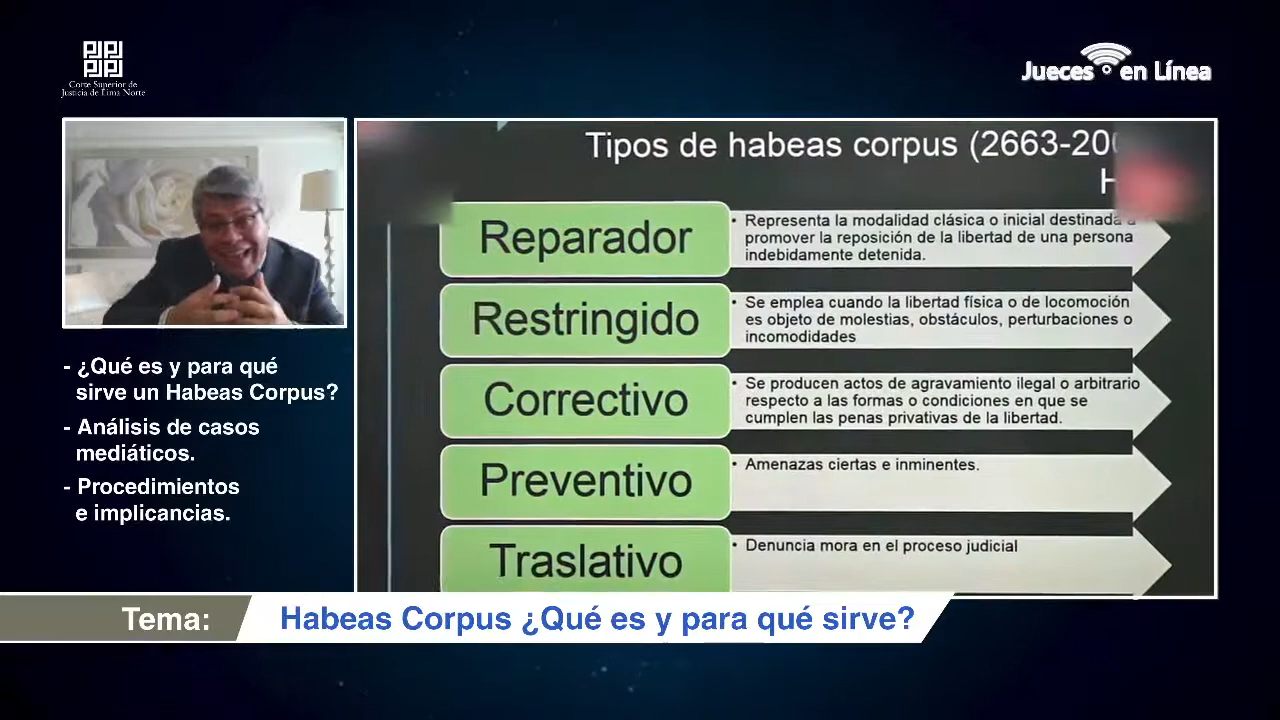 Corte Superior de
Justicia de Lima Norte
Jueces en Línea
- ¿Qué es y para qué
sirve un Habeas Corpus?
- Análisis de casos
mediáticos.
- Procedimientos
e implicancias.
Tipos de habeas corpus
Reparador
• Representa la modalidad clásica o inicial destinada a
promover la reposición de la libertad de una persona
indebidamente detenida.
Restringido
• Se emplea cuando la libertad física o de locomoción
es objeto de molestias, obstáculos, perturbaciones o
incomodidades
Correctivo
• Se producen actos de agravamiento ilegal o arbitrario
respecto a las formas o condiciones en que se
cumplen las penas privativas de la libertad.
Preventivo
• Amenazas ciertas e inminentes.
Traslativo
• Denuncia mora en el proceso judicial
Tema:
Habeas Corpus ¿Qué es y para qué sirve?